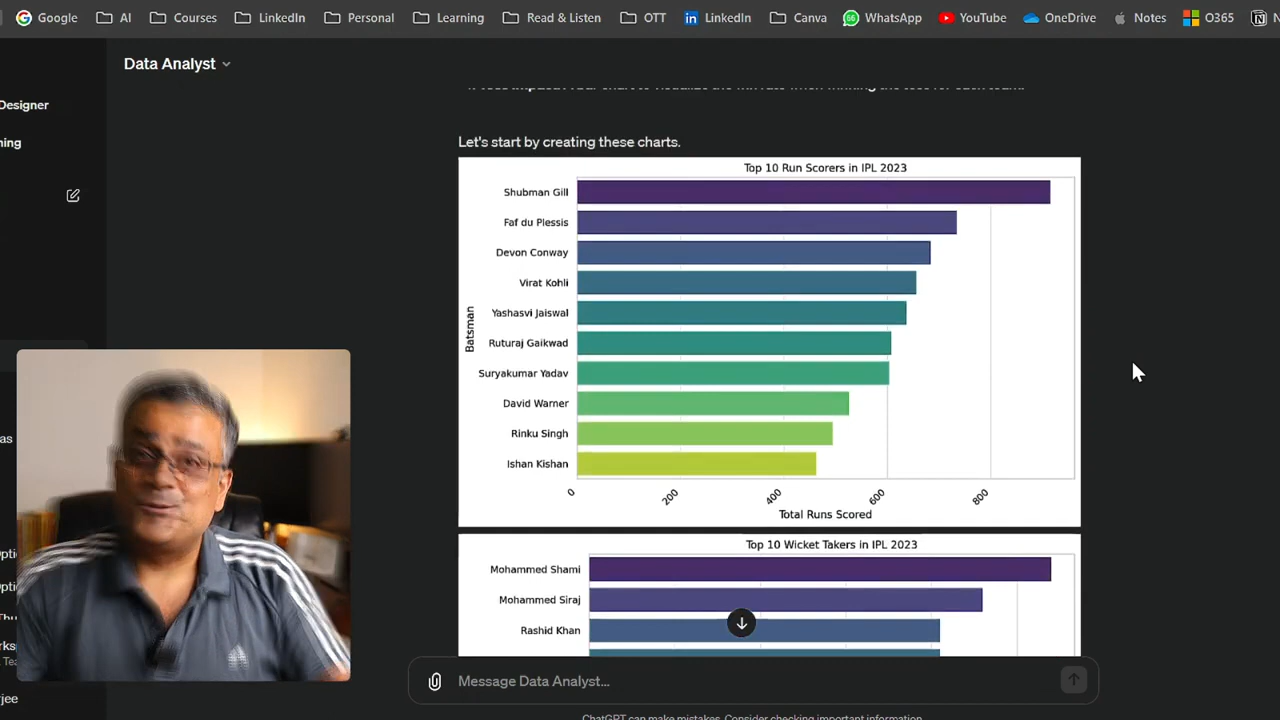 Google AI Courses LinkedIn Personal Learning Read & Listen OTT LinkedIn Canva WhatsApp YouTube OneDrive Notes O365 N
Data Analyst
Designer
Let's start by creating these charts.
Top 10 Run Scorers in IPL 2023
Shubman Gill
Faf du Plessis
Devon Conway
Virat Kohli
Yashasvi Jaiswal
Ruturaj Gaikwad
Suryakumar Yadav
David Warner
Rinku Singh
Ishan Kishan
Batsman
0 200 400 600 800
Total Runs Scored
Top 10 Wicket Takers in IPL 2023
Mohammed Shami
Mohammed Siraj
Rashid Khan
Message Data Analyst...
ChatGPT can make mistakes. Consider checking important information.